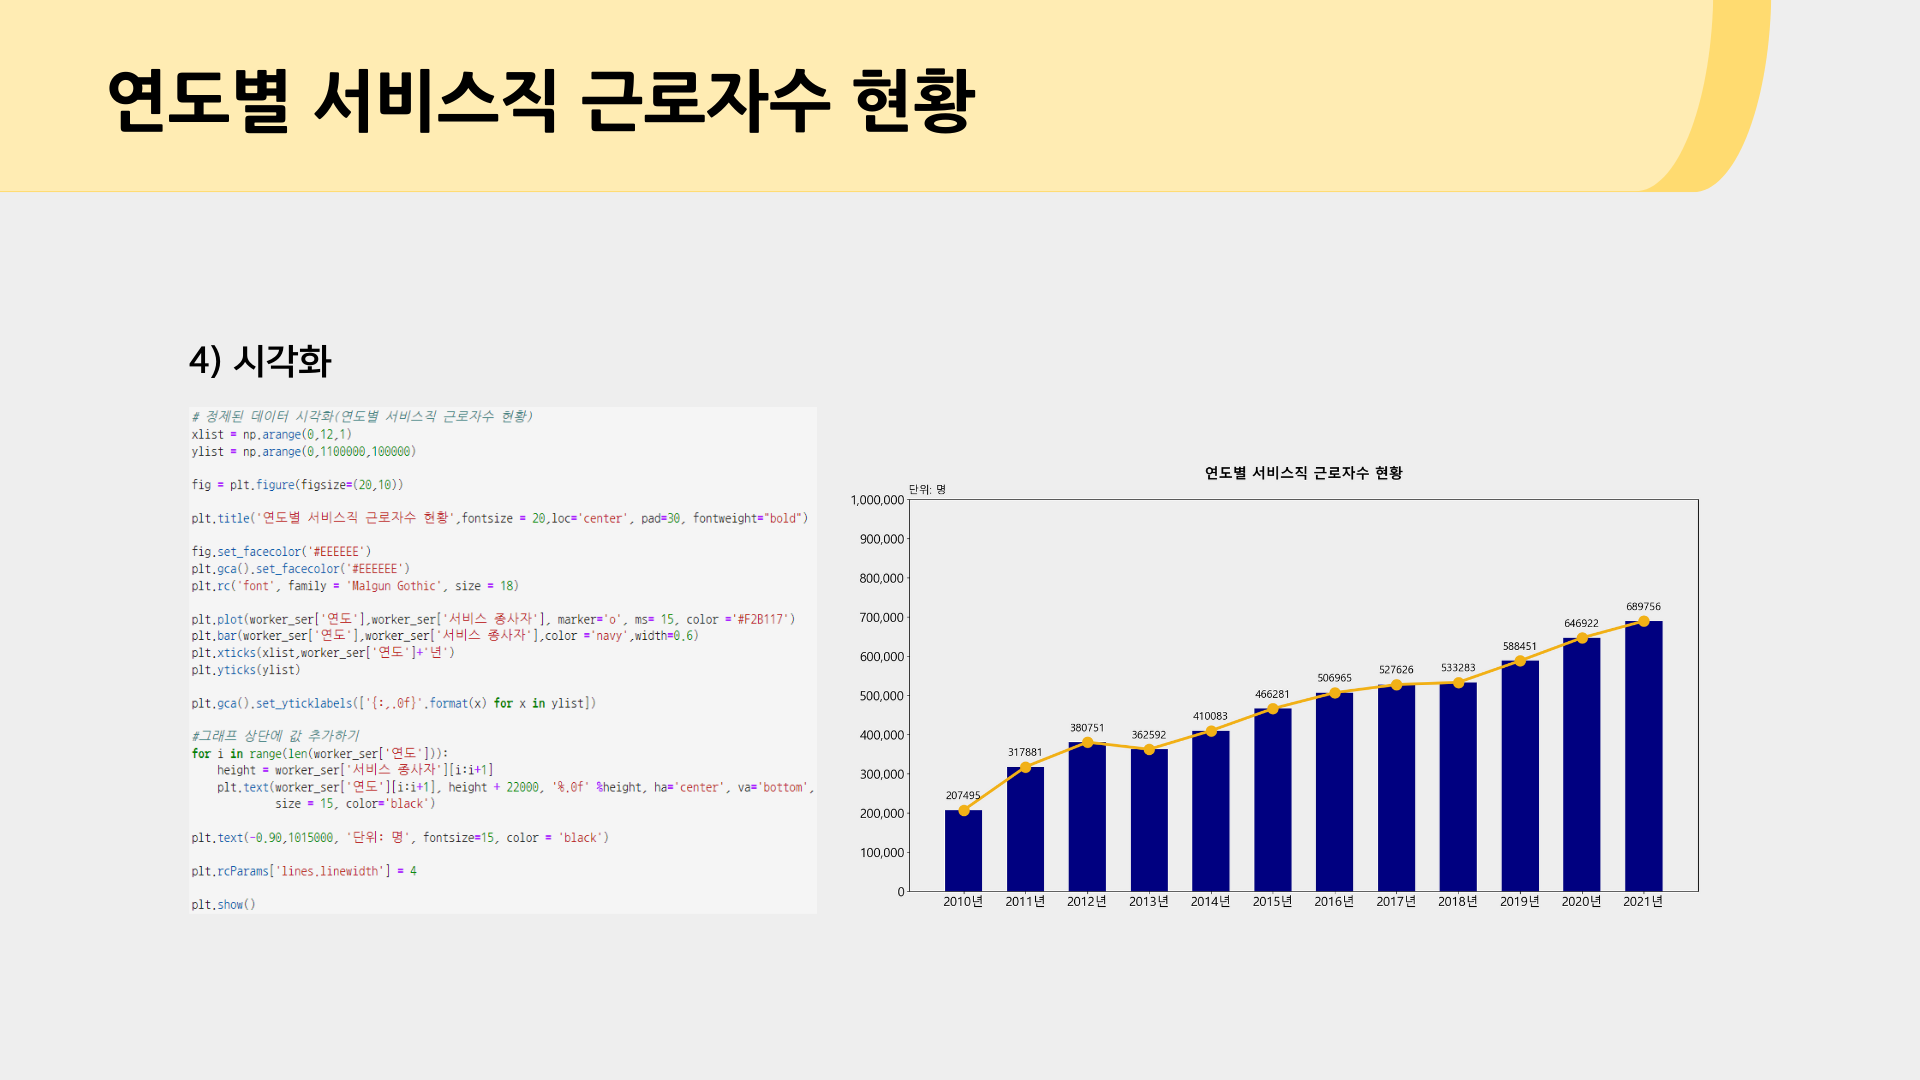 연도별 서비스직 근로자수 현황
4) 시각화
# 정제된 데이터 시각화(연도별 서비스직 근로자수 현황)
xlist = np.arange(0,12,1)
ylist = np.arange(0,1100000,100000)
fig = plt.figure(figsize=(20,10))
plt.title('연도별 서비스직 근로자수 현황',fontsize = 20,loc='center', pad=30, fontweight="bold")
fig.set_facecolor('#EEEEEE')
plt.gca().set_facecolor('#EEEEEE')
plt.rc('font', family = 'Malgun Gothic', size = 18)
plt.plot(worker_ser['연도'],worker_ser['서비스 종사자'], marker='o', ms= 15, color ='#F2B117')
plt.bar(worker_ser['연도'],worker_ser['서비스 종사자'],color ='navy',width=0.6)
plt.xticks(xlist,worker_ser['연도']+'년')
plt.yticks(ylist)
plt.gca().set_yticklabels(['{:,.0f}'.format(x) for x in ylist])
#그래프 상단에 값 추가하기
for i in range(len(worker_ser['연도'])):
    height = worker_ser['서비스 종사자'][i:i+1]
    plt.text(worker_ser['연도'][i:i+1], height + 22000, '%.0f' %height, ha='center', va='bottom',
             size = 15, color='black')
plt.text(-0.90,1015000, '단위: 명', fontsize=15, color = 'black')
plt.rcParams['lines.linewidth'] = 4
plt.show()
연도별 서비스직 근로자수 현황
단위: 명
1,000,000
900,000
800,000
700,000
600,000
500,000
400,000
300,000
200,000
100,000
0
207495
317881
380751
362592
410083
466281
506965
527626
533283
588451
646922
689756
2010년 2011년 2012년 2013년 2014년 2015년 2016년 2017년 2018년 2019년 2020년 2021년